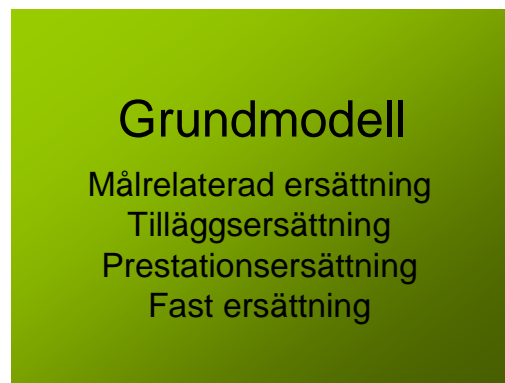 Grundmodell
Målrelaterad ersättning
Tilläggsersättning
Prestationsersättning
Fast ersättning